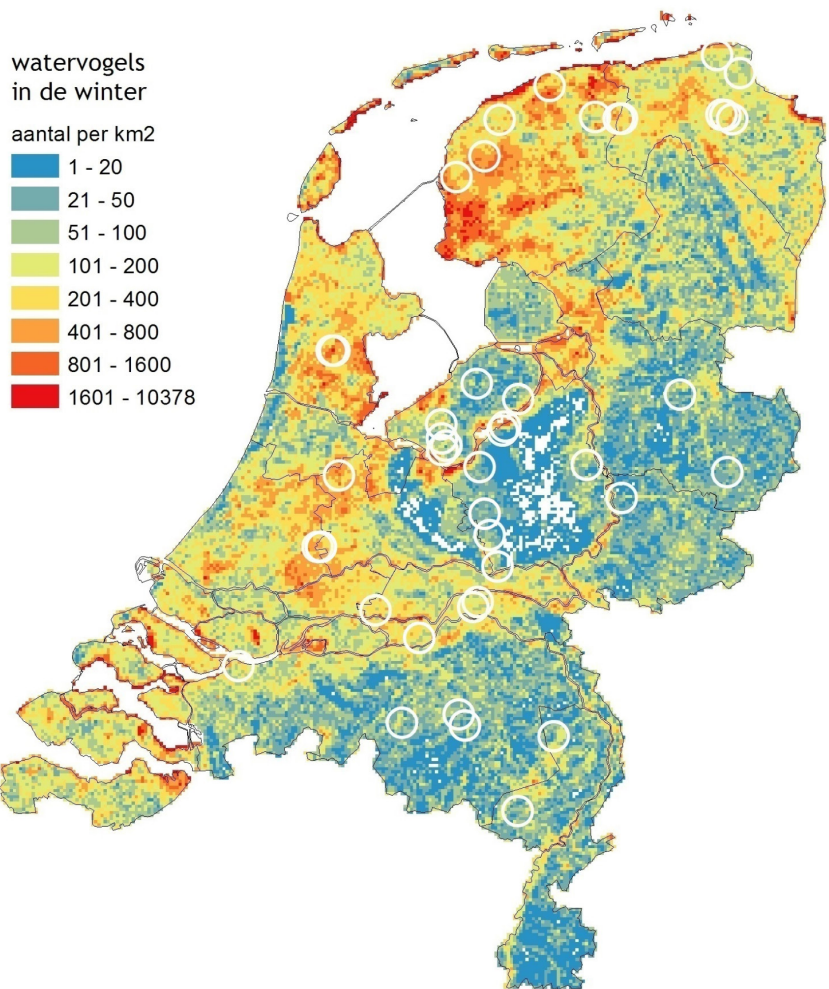 watervogels
in de winter
aantal per km2
1 - 20
21 - 50
51 - 100
101 - 200
201 - 400
401 - 800
801 - 1600
1601 - 10378